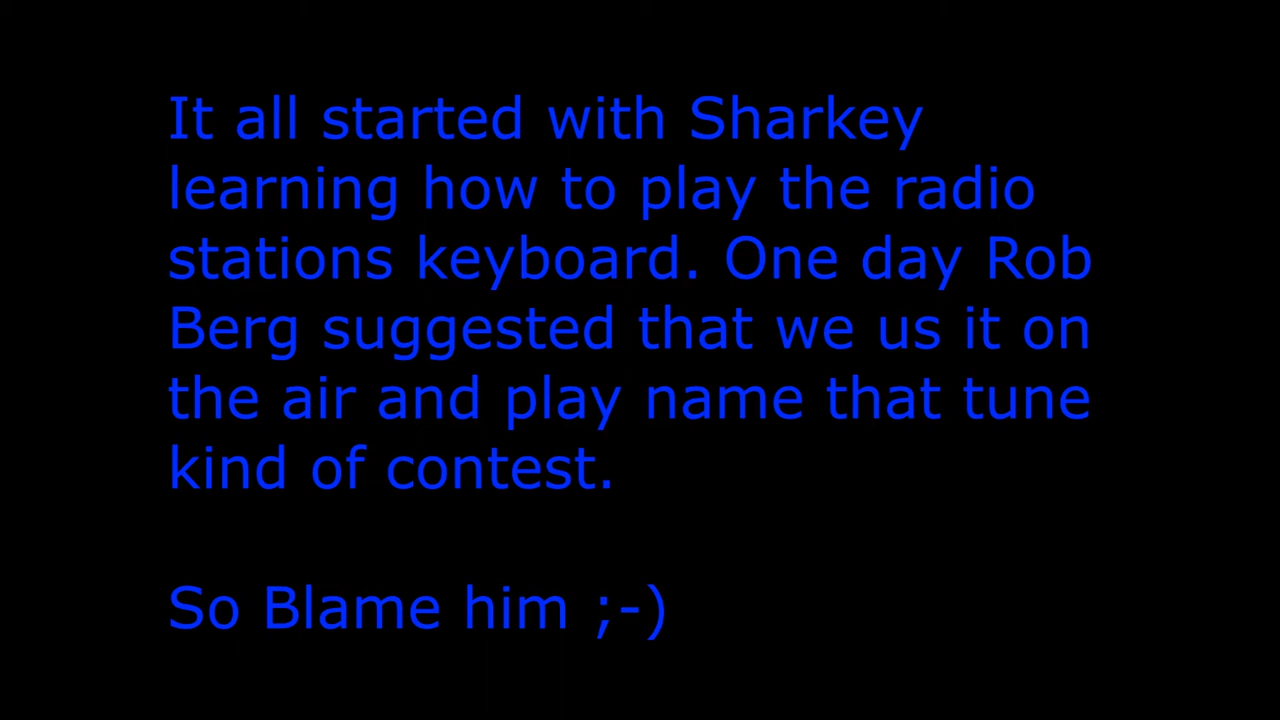 It all started with Sharkey
learning how to play the radio
stations keyboard. One day Rob
Berg suggested that we us it on
the air and play name that tune
kind of contest.
So Blame him ;-)